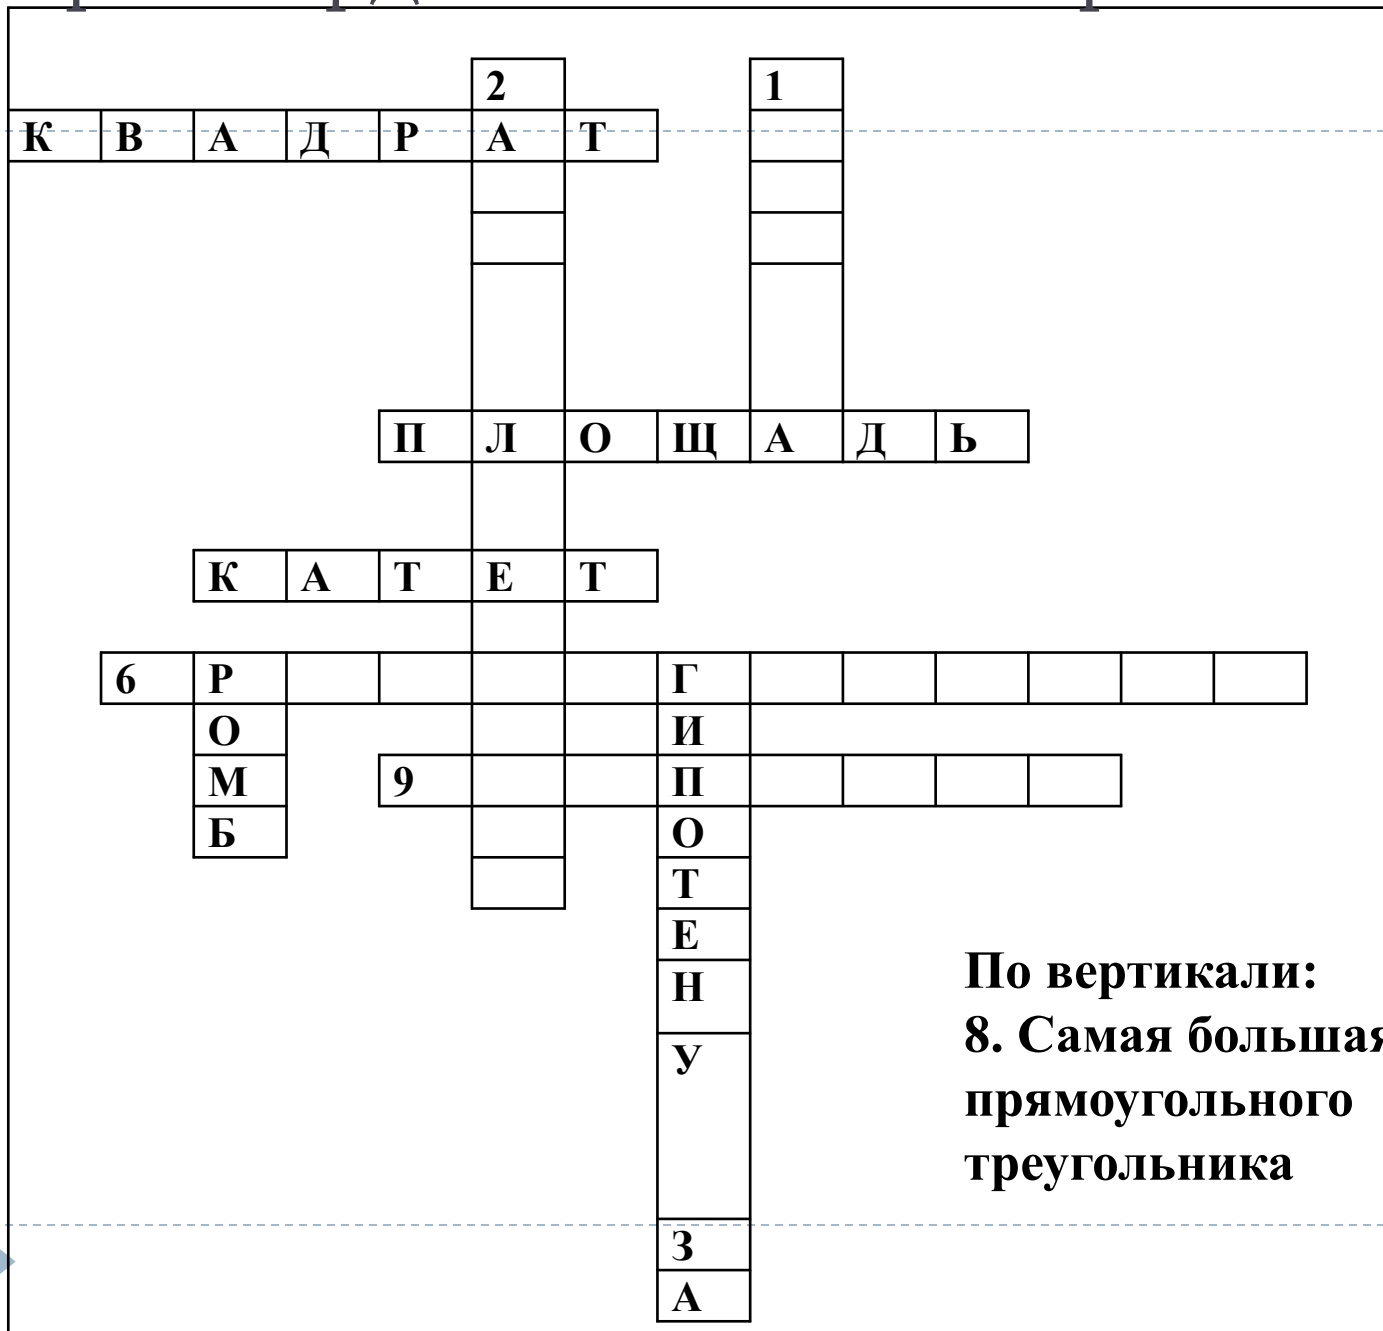 2 1
К В А Д Р А Т
П Л О Щ А Д Ь
К А Т Е Т
6 Р Г
О И
М 9 П
Б О
Т
Е
Н
У
З
А
По вертикали:
8. Самая большая
прямоугольного
треугольника